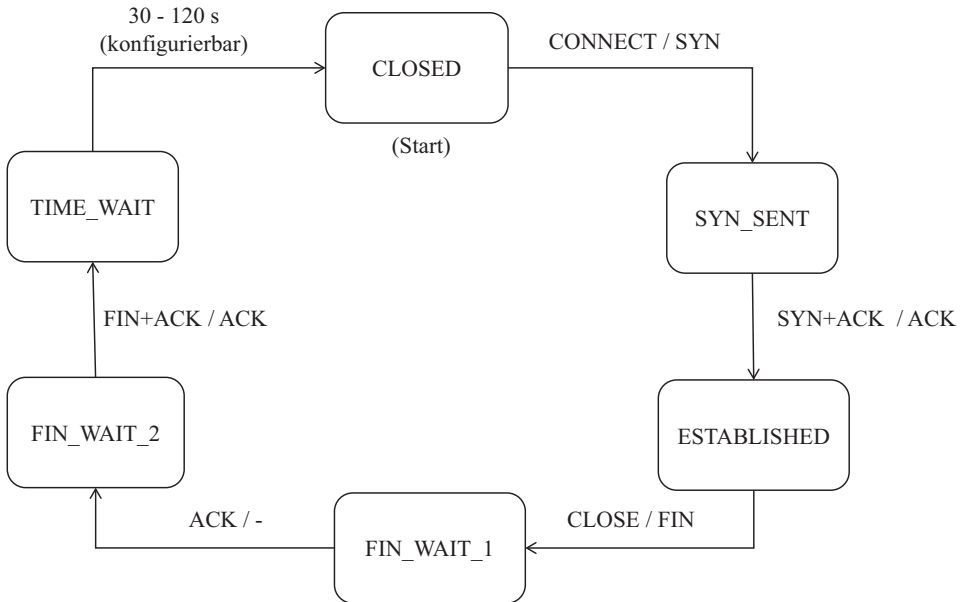 30 - 120 s
(konfigurierbar)
CONNECT / SYN
CLOSED
(Start)
TIME_WAIT
SYN_SENT
FIN+ACK / ACK
SYN+ACK / ACK
FIN_WAIT_2
ESTABLISHED
ACK / -
CLOSE / FIN
FIN_WAIT_1